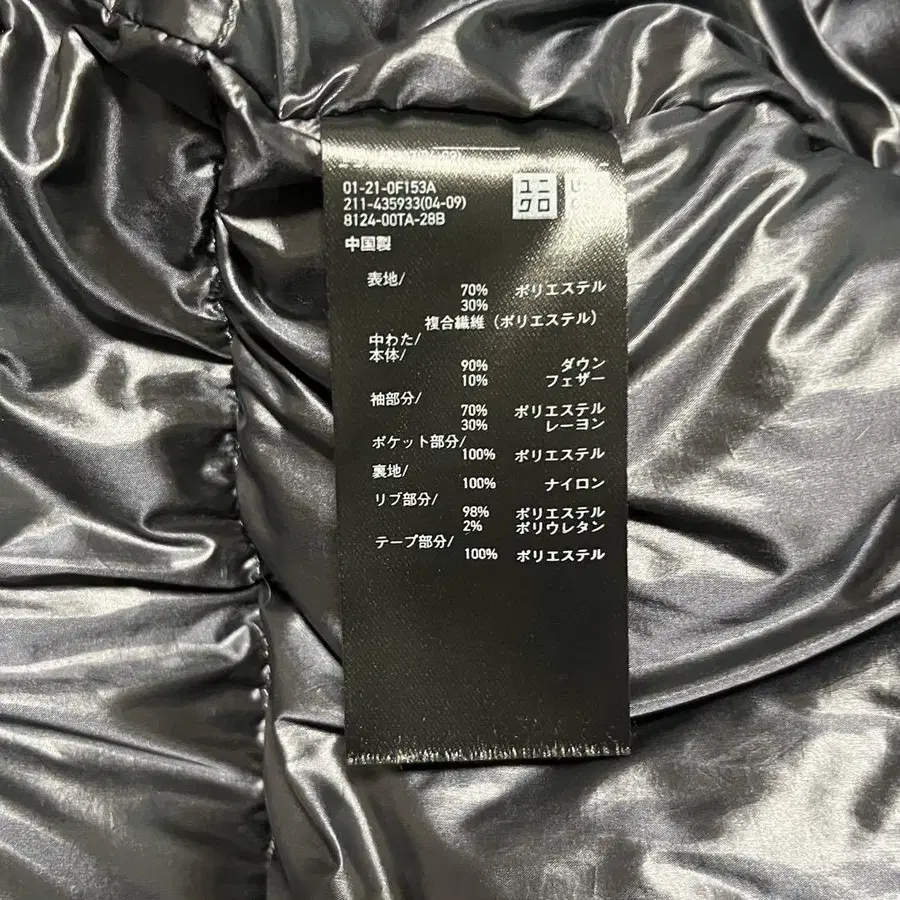 01-21-0F153A
211-435933(04-09)
8124-00TA-28B
ユニ
クロ
中国製
表地/
70% ポリエステル
30%
複合繊維（ポリエステル）
中わた/
本体/
90% ダウン
10% フェザー
袖部分/
70% ポリエステル
30% レーヨン
ポケット部分/
100% ポリエステル
裏地/
100% ナイロン
リブ部分/
98% ポリエステル
2% ポリウレタン
テープ部分/
100% ポリエステル